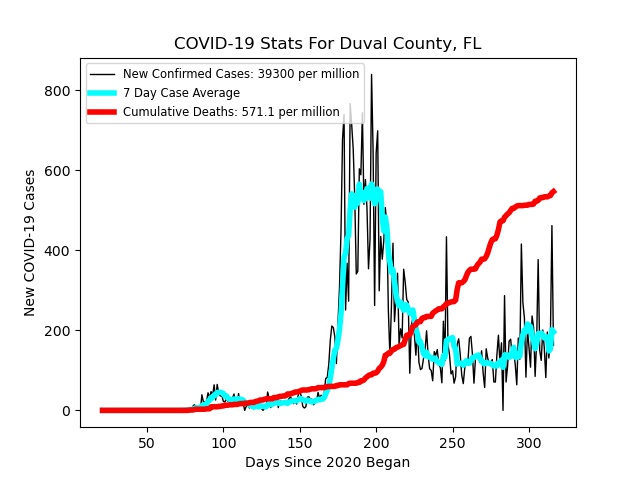 COVID-19 Stats For Duval County, FL
New Confirmed Cases: 39300 per million
7 Day Case Average
Cumulative Deaths: 571.1 per million
New COVID-19 Cases
800
600
400
200
0
50 100 150 200 250 300
Days Since 2020 Began